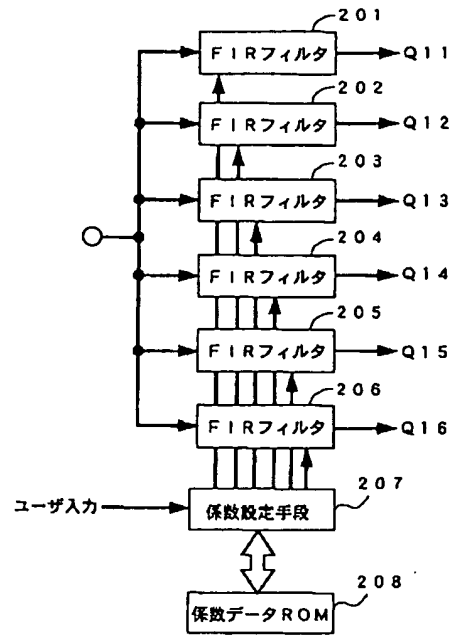 201
FIRフィルタ
Q11
202
FIRフィルタ
Q12
203
FIRフィルタ
Q13
204
FIRフィルタ
Q14
205
FIRフィルタ
Q15
206
FIRフィルタ
Q16
207
ユーザ入力
係数設定手段
208
係数データROM